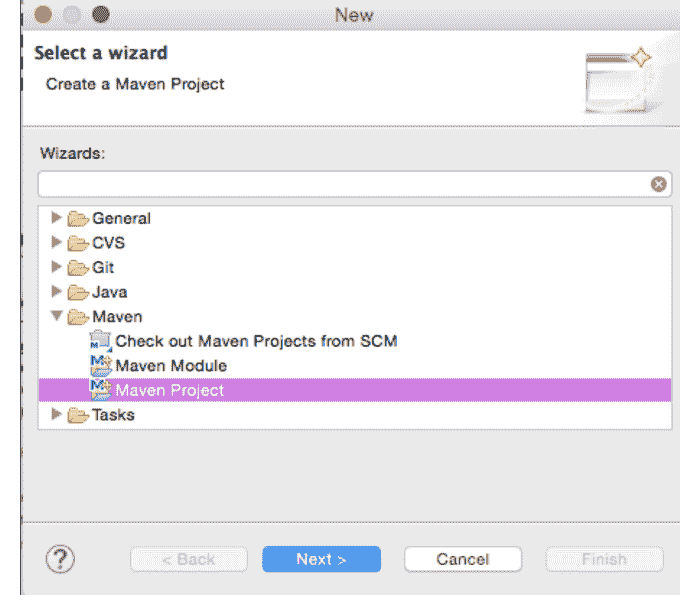 New
Select a wizard
Create a Maven Project
Wizards:
General
CVS
Git
Java
Maven
Check out Maven Projects from SCM
Maven Module
Maven Project
Tasks
? < Back Next > Cancel Finish